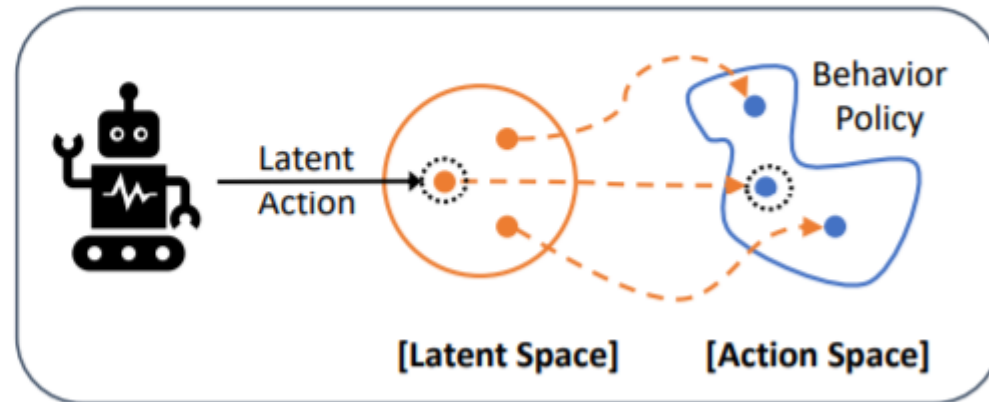 Behavior
Policy
Latent
Action
[Latent Space]
[Action Space]